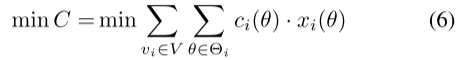 min C = min ∑_{v_i∈V} ∑_{θ∈Θ_i} c_i(θ) · x_i(θ) (6)